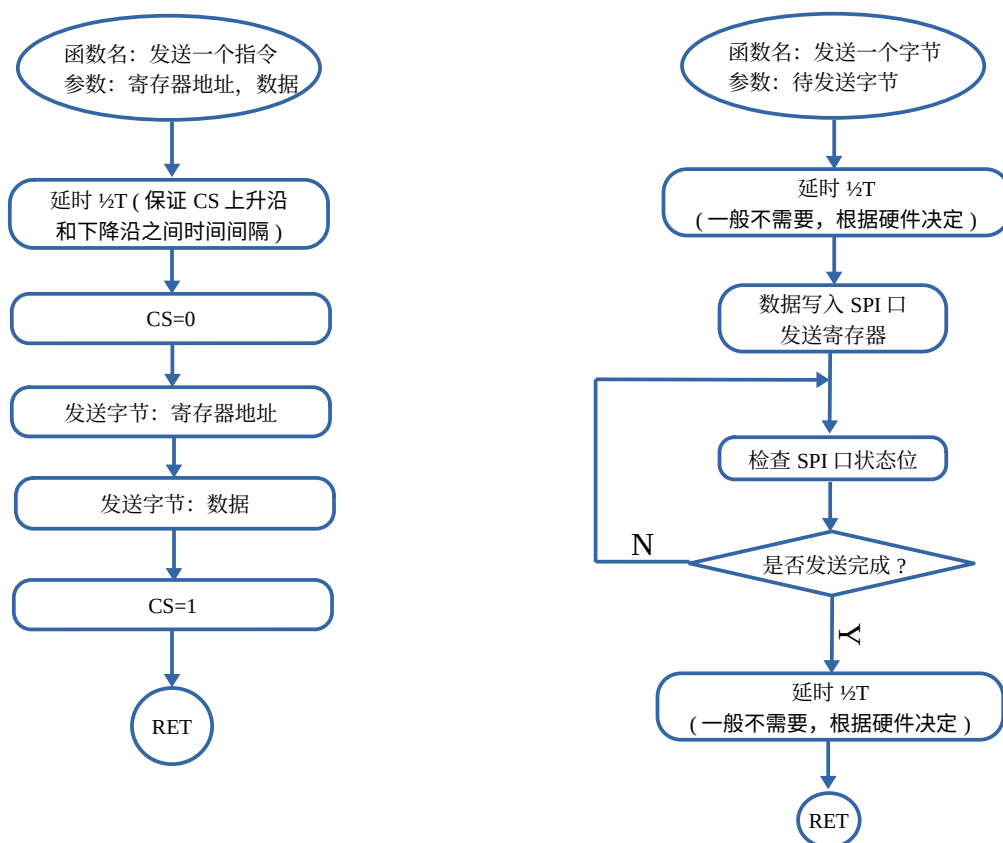 函数名：发送一个指令
参数：寄存器地址，数据
延时 ½T ( 保证 CS 上升沿
和下降沿之间时间间隔 )
CS=0
发送字节：寄存器地址
发送字节：数据
CS=1
RET
函数名：发送一个字节
参数：待发送字节
延时 ½T
( 一般不需要，根据硬件决定 )
数据写入 SPI 口
发送寄存器
检查 SPI 口状态位
N
是否发送完成 ?
Y
延时 ½T
( 一般不需要，根据硬件决定 )
RET